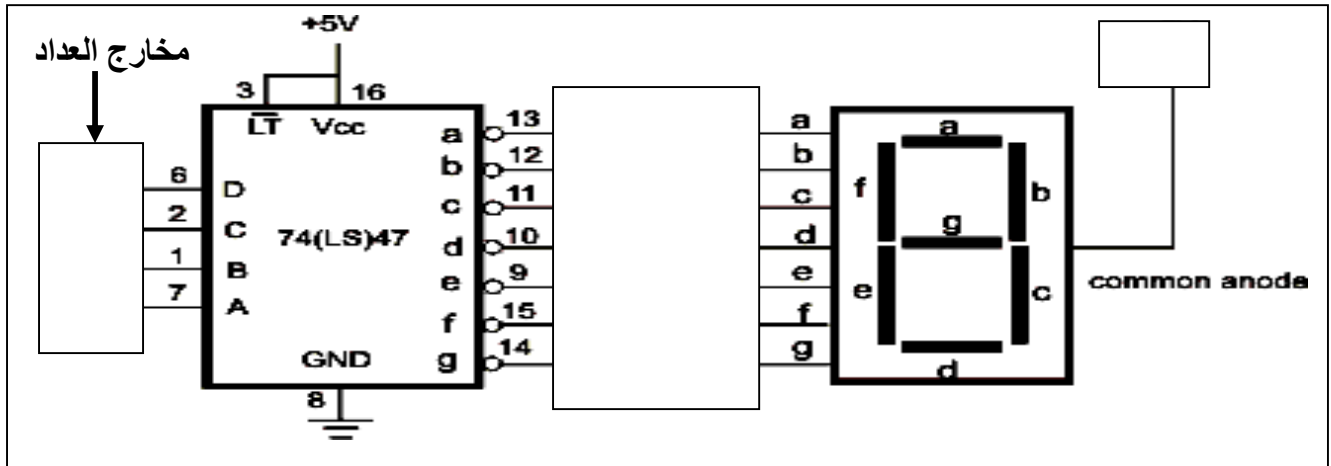 +5V
مخارج العداد
3 16
LT Vcc
a 13 a a
b 12 b
6 D
c 11 c f b
2 C
74(LS)47
d 10 d g
1 B
e 9 e e c common anode
7 A
f 15 f
GND
g 14 g d
8